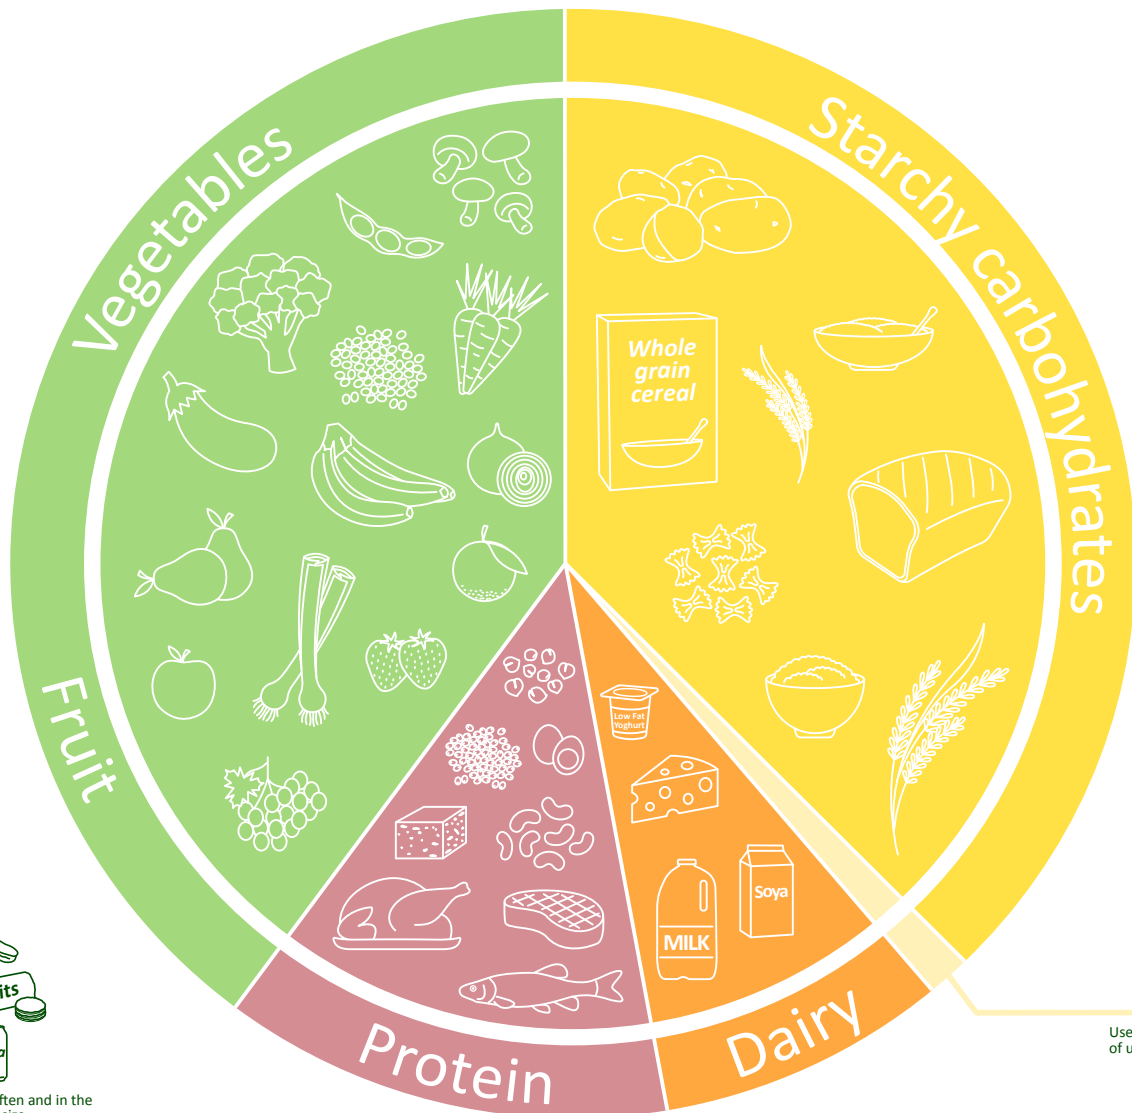 Vegetables
Starchy carbohydrates
Whole
grain
cereal
Fruit
Low Fat
Yoghurt
Soya
MILK
Protein
Dairy
Use
of
and in the